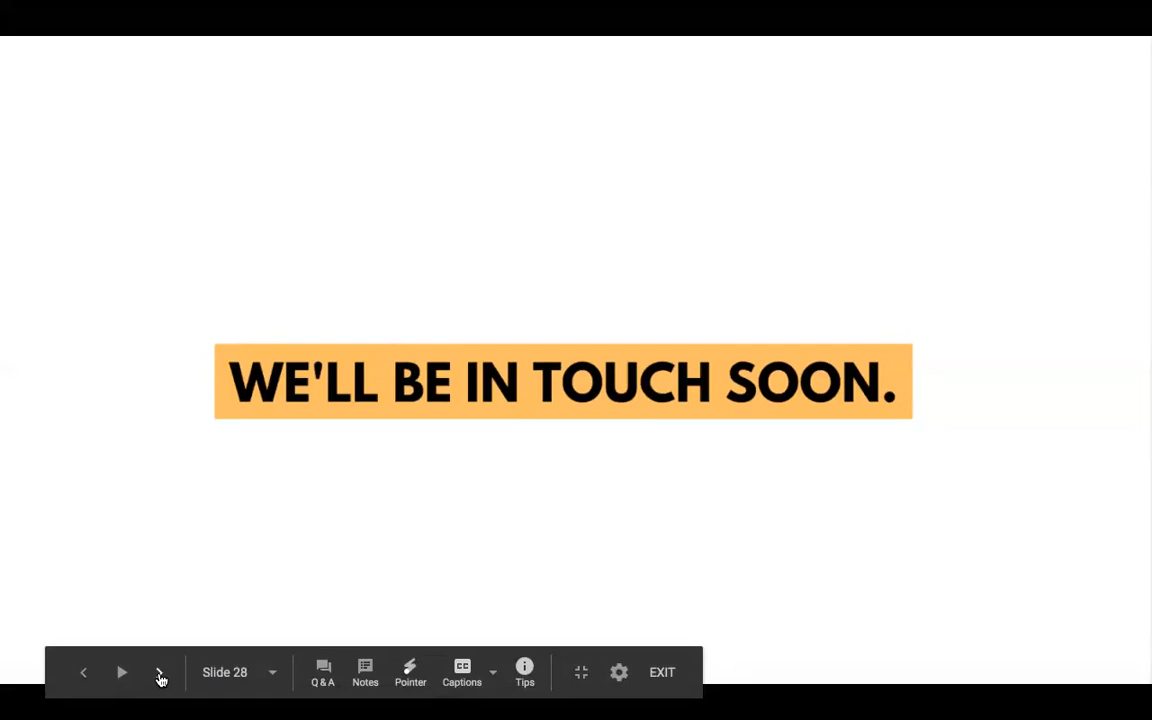 WE'LL BE IN TOUCH SOON.
Slide 28 Q & A Notes Pointer Captions Tips EXIT